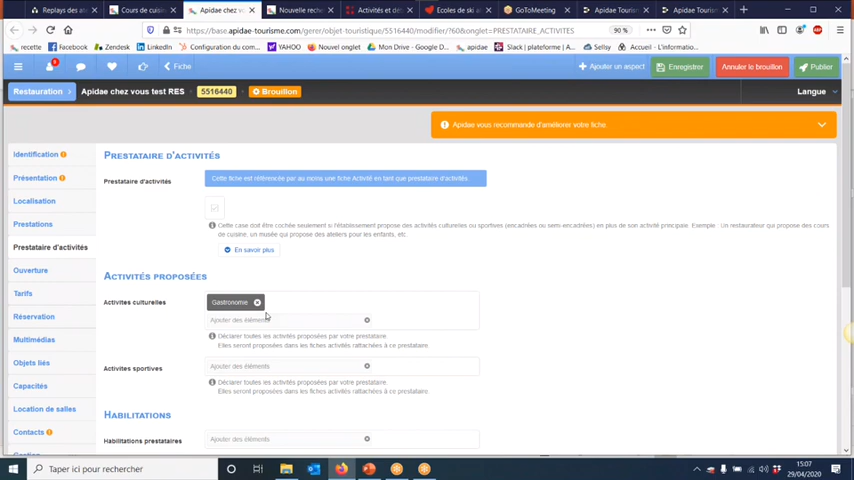 Replays des ate
Cours de cuisine
Apidae chez v
Nouvelle reche
Activités et dé
Ecoles de ski a
GoToMeeting
Apidae Touris
Apidae Touris
https://base.apidae-tourisme.com/gerer/objet-touristique/modifier/?60&onglet=PRESTATAIRE_ACTIVITES
90 %
recette
Facebook
Zendesk
LinkedIn
Configuration du com...
YAHOO
Nouvel onglet
Mon Drive - Google D...
apidae
Slack | plateforme | A...
recettage
Sellsy
Accueil - L'informatio...
Fiche
Ajouter un aspect
Enregistrer
Annuler le brouillon
Publier
Restauration
Apidae chez vous test RES
5516440
Brouillon
Langue
Apidae vous recommande d'améliorer votre fiche.
Identification
Présentation
Localisation
Prestations
Prestataire d'activités
Ouverture
Tarifs
Réservation
Multimédias
Objets liés
Capacités
Location de salles
Contacts
Gestion
PRESTATAIRE D'ACTIVITÉS
Prestataire d'activités
Cette fiche est référencée par au moins une fiche Activité en tant que prestataire d'activités.
Cette case doit être cochée seulement si l'établissement propose des activités culturelles ou sportives (encadrées ou semi-encadrées) en plus de son activité principale. Exemple : Un restaurateur qui propose des cours
de cuisine, un musée qui propose des ateliers pour les enfants, etc.
En savoir plus
ACTIVITÉS PROPOSÉES
Activités culturelles
Gastronomie
Ajouter des éléments
Déclarer toutes les activités proposées par votre prestataire.
Elles seront proposées dans les fiches activités rattachées à ce prestataire.
Activités sportives
Ajouter des éléments
Déclarer toutes les activités proposées par votre prestataire.
Elles seront proposées dans les fiches activités rattachées à ce prestataire.
HABILITATIONS
Habilitations prestataires
Ajouter des éléments
Taper ici pour rechercher
15:07
29/04/2020